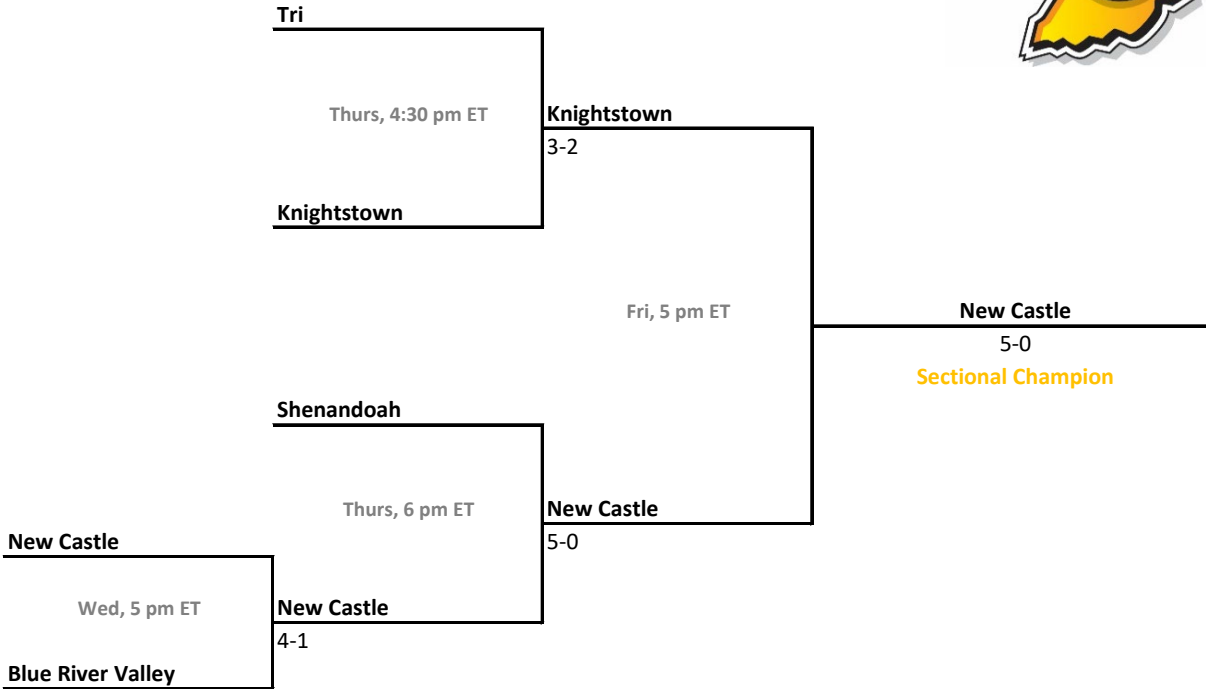 Tri
Thurs, 4:30 pm ET
Knightstown
3-2
Knightstown
Fri, 5 pm ET
New Castle
5-0
Sectional Champion
Shenandoah
Thurs, 6 pm ET
New Castle
5-0
New Castle
Wed, 5 pm ET
New Castle
4-1
Blue River Valley